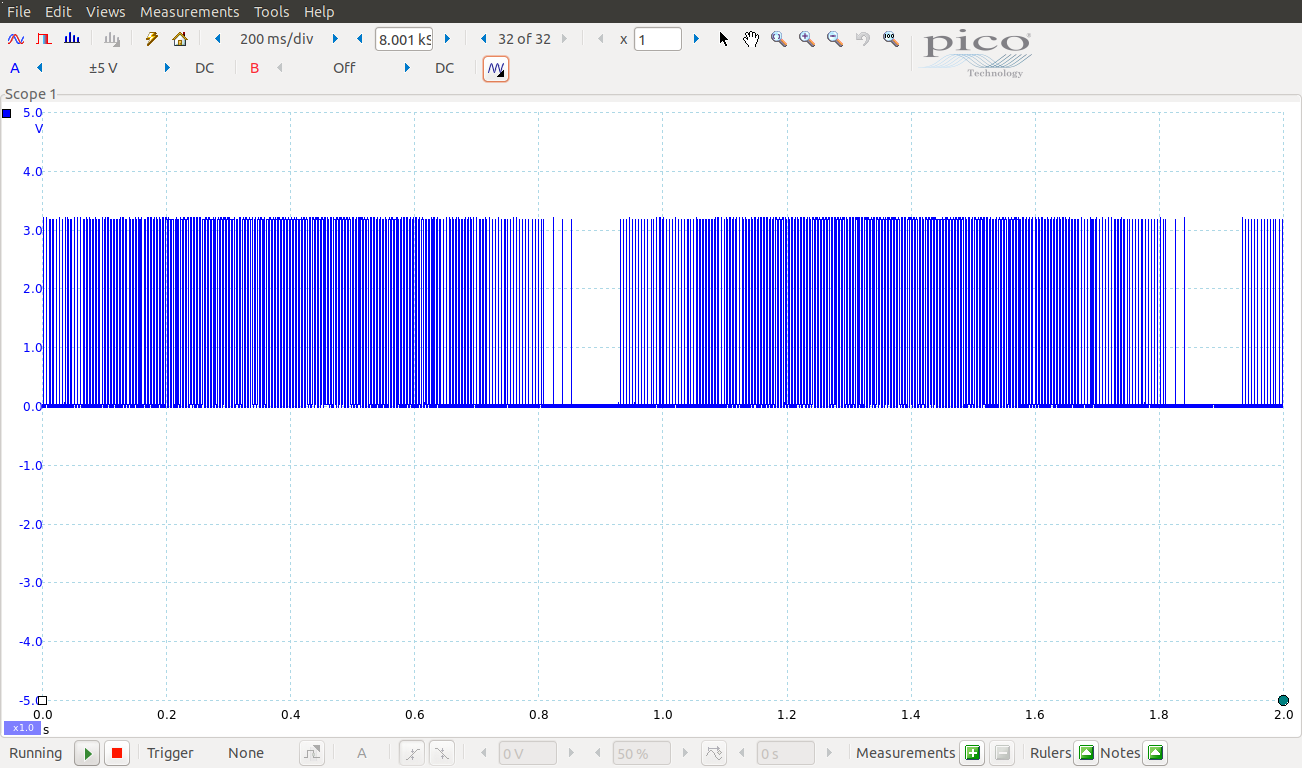 File Edit Views Measurements Tools Help
200 ms/div 8.001 kS 32 of 32 x 1
pico
Technology
A ±5 V DC B Off DC
Scope 1
5.0
V
4.0
3.0
2.0
1.0
0.0
-1.0
-2.0
-3.0
-4.0
-5.0
0.0 0.2 0.4 0.6 0.8 1.0 1.2 1.4 1.6 1.8 2.0
x1.0 s
Running Trigger None A 0 V 50 % 0 s Measurements Rulers Notes